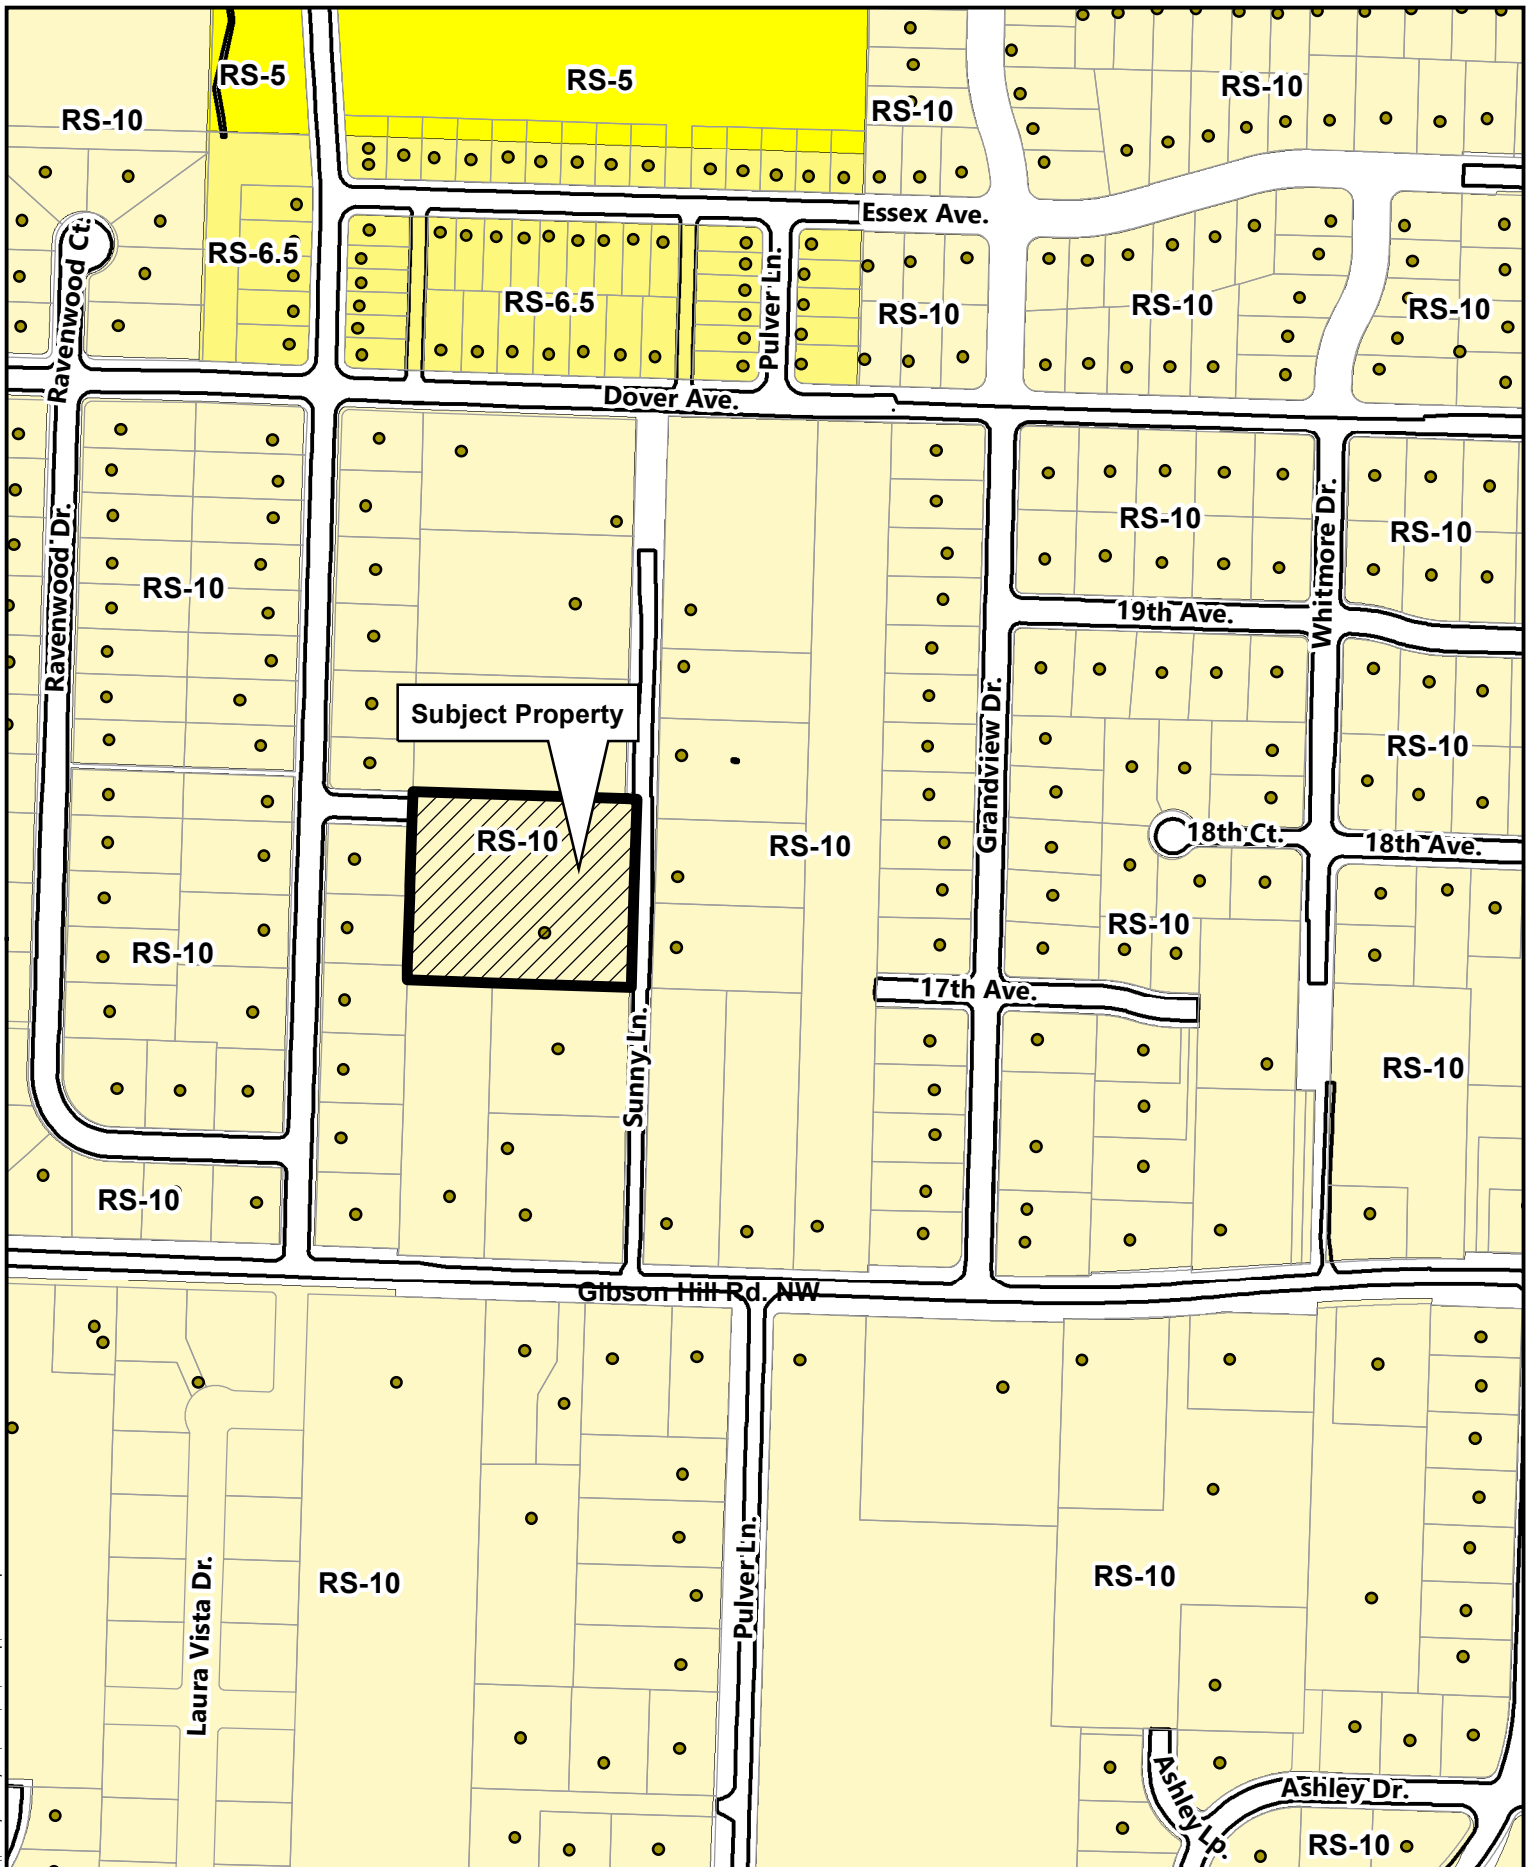 RS-5
RS-5
RS-10
RS-10
RS-10
Essex Ave.
Ravenwood Ct.
RS-6.5
RS-6.5
Pulver Ln.
RS-10
RS-10
RS-10
Dover Ave.
Ravenwood Dr.
RS-10
RS-10
RS-10
Whitmore Dr.
19th Ave.
Subject Property
Grandview Dr.
RS-10
RS-10
RS-10
18th Ct.
18th Ave.
RS-10
RS-10
17th Ave.
Sunny Ln.
RS-10
RS-10
Gibson Hill Rd. NW
Laura Vista Dr.
RS-10
Pulver Ln.
RS-10
Ashley Lp.
Ashley Dr.
RS-10